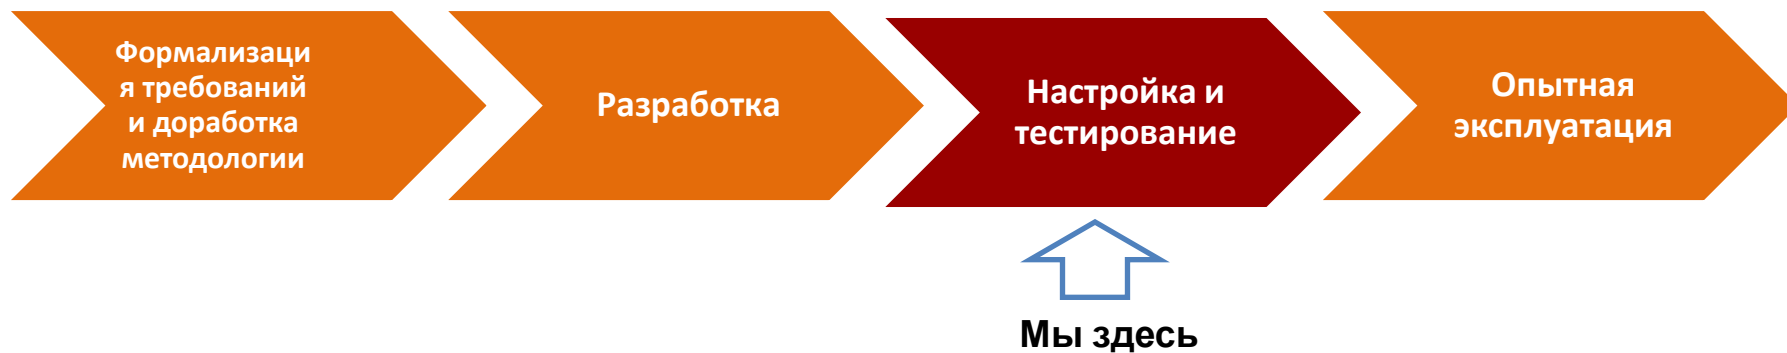 Формализаци
я требований
и доработка
методологии
Разработка
Настройка и
тестирование
Опытная
эксплуатация
Мы здесь